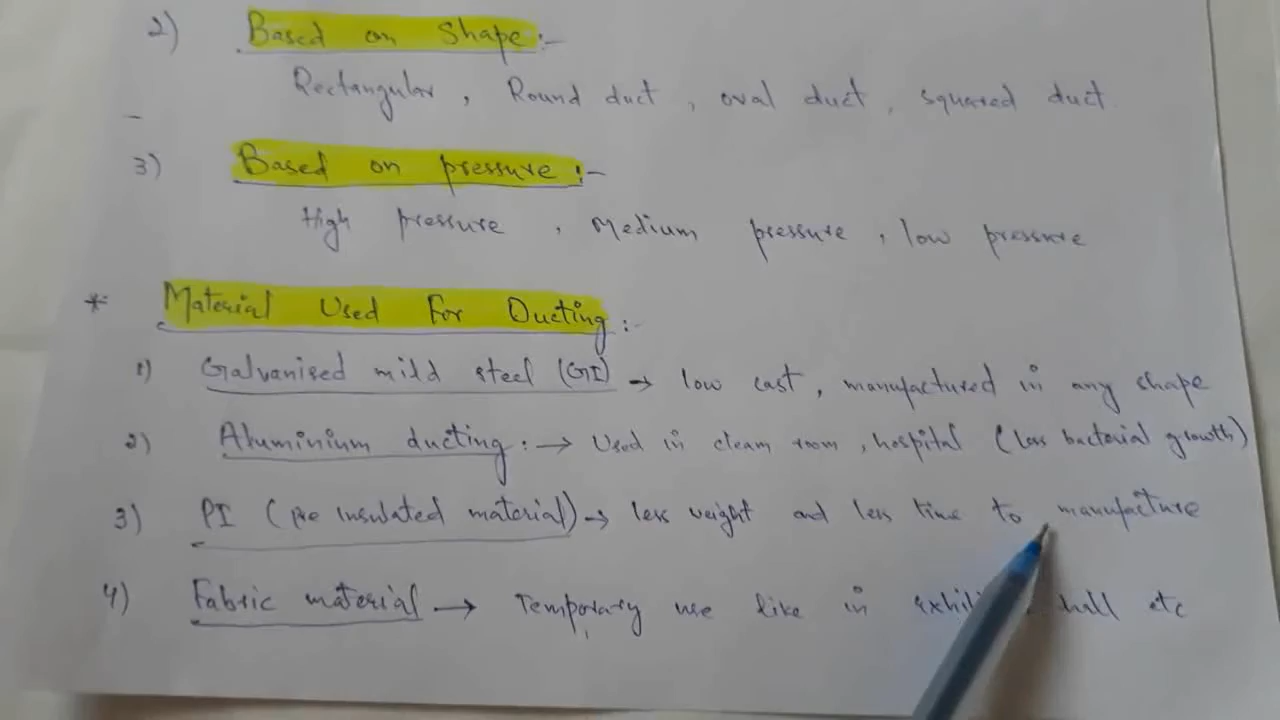 2) Based on Shape:-
Rectangular, Round duct, oval duct, squared duct
3) Based on pressure:-
High pressure, Medium pressure, low pressure
* Material Used For Ducting:-
1) Galvanised mild steel (GI) → low cast, manufactured in any shape
2) Aluminium ducting:→ Used in clean room, hospital (less bacterial growth)
3) PI (pre insulated material) → less weight and less time to manufacture
4) Fabric material → Temporary use like in hall etc